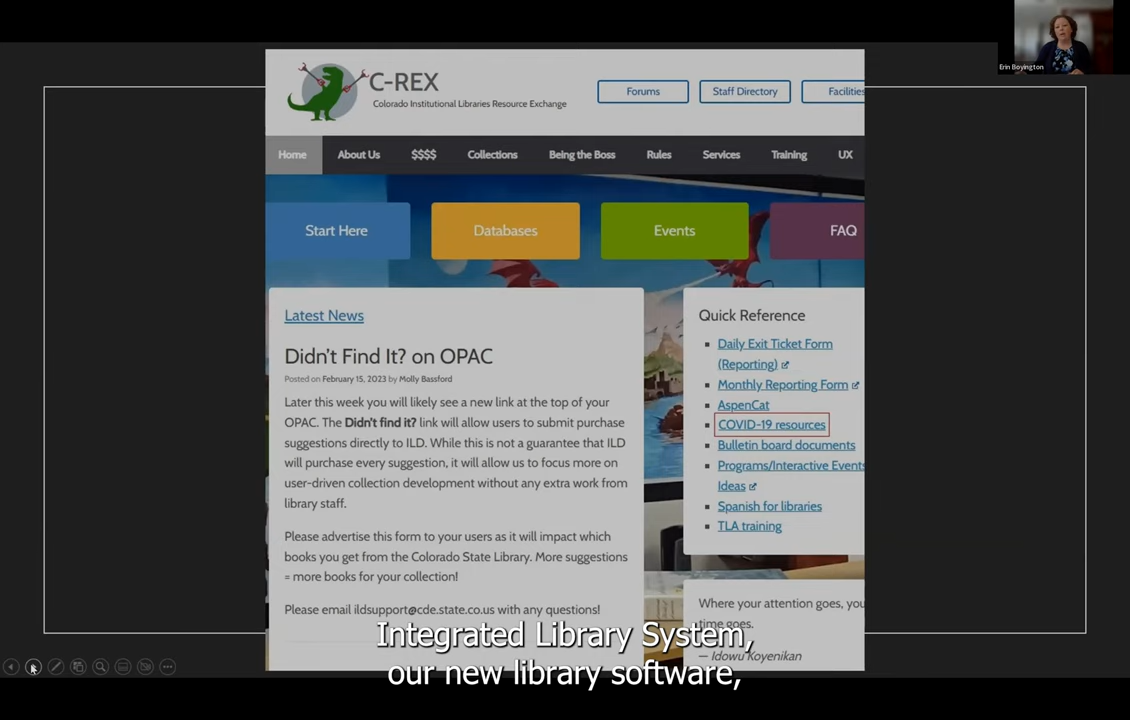 Erin Boyington
C-REX
Colorado Institutional Libraries Resource Exchange
Forums
Staff Directory
Facilities
Home
About Us
$$$$
Collections
Being the Boss
Rules
Services
Training
UX
Start Here
Databases
Events
FAQ
Latest News
Didn't Find It? on OPAC
Posted on February 15, 2023 by Molly Bassford
Later this week you will likely see a new link at the top of your
OPAC. The Didn't find it? link will allow users to submit purchase
suggestions directly to ILD. While this is not a guarantee that ILD
will purchase every suggestion, it will allow us to focus more on
user-driven collection development without any extra work from
library staff.
Please advertise this form to your users as it will impact which
books you get from the Colorado State Library. More suggestions
= more books for your collection!
Please email ildsupport@cde.state.co.us with any questions!
Quick Reference
Daily Exit Ticket Form
(Reporting)
Monthly Reporting Form
AspenCat
COVID-19 resources
Bulletin board documents
Programs/Interactive Events
Ideas
Spanish for libraries
TLA training
Where your attention goes, you
time goes.
— Idowu Koyenikan
Integrated Library System,
our new library software,